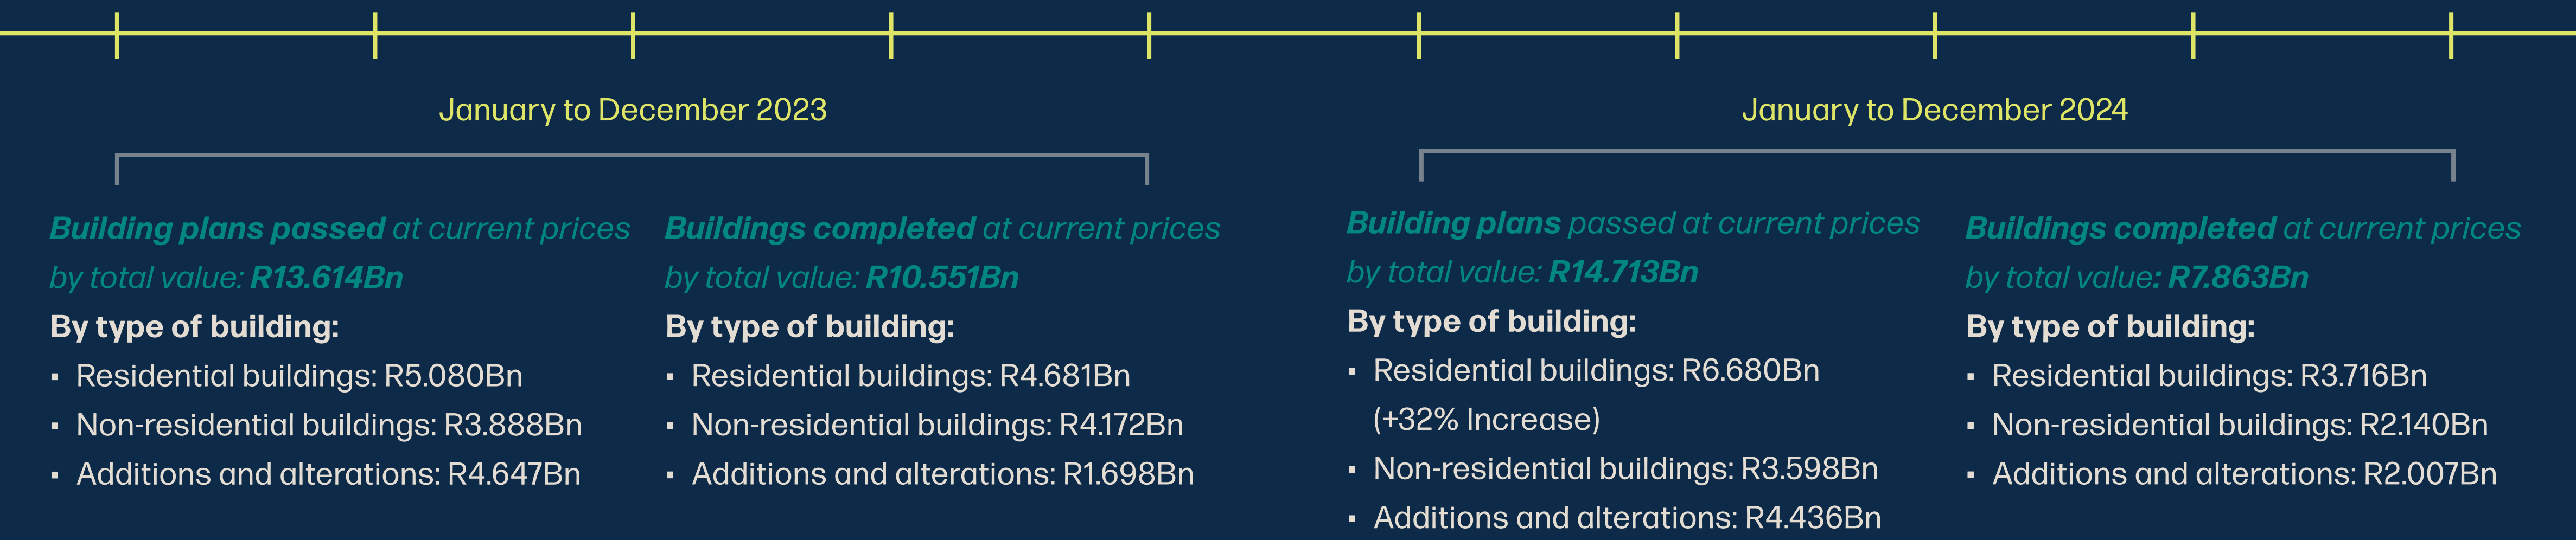 January to December 2023
Building plans passed at current prices
by total value: R13.614Bn
By type of building:
▪ Residential buildings: R5.080Bn
▪ Non-residential buildings: R3.888Bn
▪ Additions and alterations: R4.647Bn
Buildings completed at current prices
by total value: R10.551Bn
By type of building:
▪ Residential buildings: R4.681Bn
▪ Non-residential buildings: R4.172Bn
▪ Additions and alterations: R1.698Bn
January to December 2024
Building plans passed at current prices
by total value: R14.713Bn
By type of building:
▪ Residential buildings: R6.680Bn
(+32% Increase)
▪ Non-residential buildings: R3.598Bn
▪ Additions and alterations: R4.436Bn
Buildings completed at current prices
by total value: R7.863Bn
By type of building:
▪ Residential buildings: R3.716Bn
▪ Non-residential buildings: R2.140Bn
▪ Additions and alterations: R2.007Bn